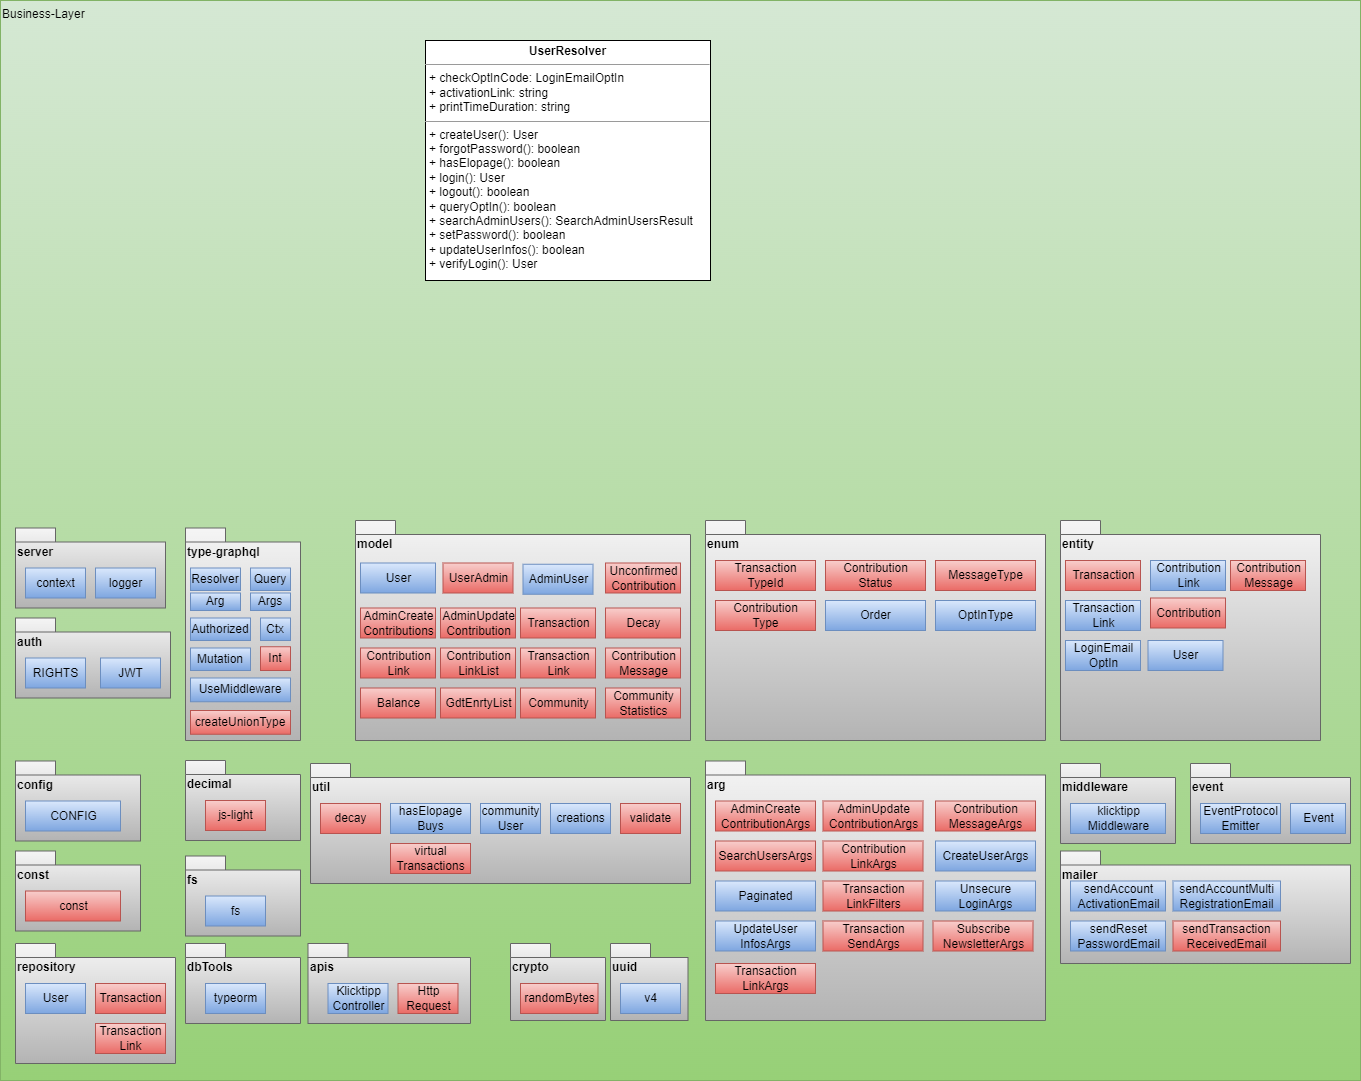 Business-Layer
UserResolver
+ checkOptInCode: LoginEmailOptIn
+ activationLink: string
+ printTimeDuration: string
+ createUser(): User
+ forgotPassword(): boolean
+ hasElopage(): boolean
+ login(): User
+ logout(): boolean
+ queryOptIn(): boolean
+ searchAdminUsers(): SearchAdminUsersResult
+ setPassword(): boolean
+ updateUserInfos(): boolean
+ verifyLogin(): User
server
context
logger
auth
RIGHTS
JWT
type-graphql
Resolver
Query
Arg
Args
Authorized
Ctx
Mutation
Int
UseMiddleware
createUnionType
model
User
UserAdmin
AdminUser
Unconfirmed
Contribution
AdminCreate
Contributions
AdminUpdate
Contribution
Transaction
Decay
Contribution
Link
Contribution
LinkList
Transaction
Link
Contribution
Message
Balance
GdtEnrtyList
Community
Community
Statistics
enum
Transaction
TypeId
Contribution
Status
MessageType
Contribution
Type
Order
OptInType
entity
Transaction
Contribution
Link
Contribution
Message
Transaction
Link
Contribution
LoginEmail
OptIn
User
config
CONFIG
const
const
decimal
js-light
fs
fs
util
decay
hasElopage
Buys
community
User
creations
validate
virtual
Transactions
arg
AdminCreate
ContributionArgs
AdminUpdate
ContributionArgs
Contribution
MessageArgs
SearchUsersArgs
Contribution
LinkArgs
CreateUserArgs
Paginated
Transaction
LinkFilters
Unsecure
LoginArgs
UpdateUser
InfosArgs
Transaction
SendArgs
Subscribe
NewsletterArgs
Transaction
LinkArgs
middleware
klicktipp
Middleware
event
EventProtocol
Emitter
Event
mailer
sendAccount
ActivationEmail
sendAccountMulti
RegistrationEmail
sendReset
PasswordEmail
sendTransaction
ReceivedEmail
repository
User
Transaction
Transaction
Link
dbTools
typeorm
apis
Klicktipp
Controller
Http
Request
crypto
randomBytes
uuid
v4